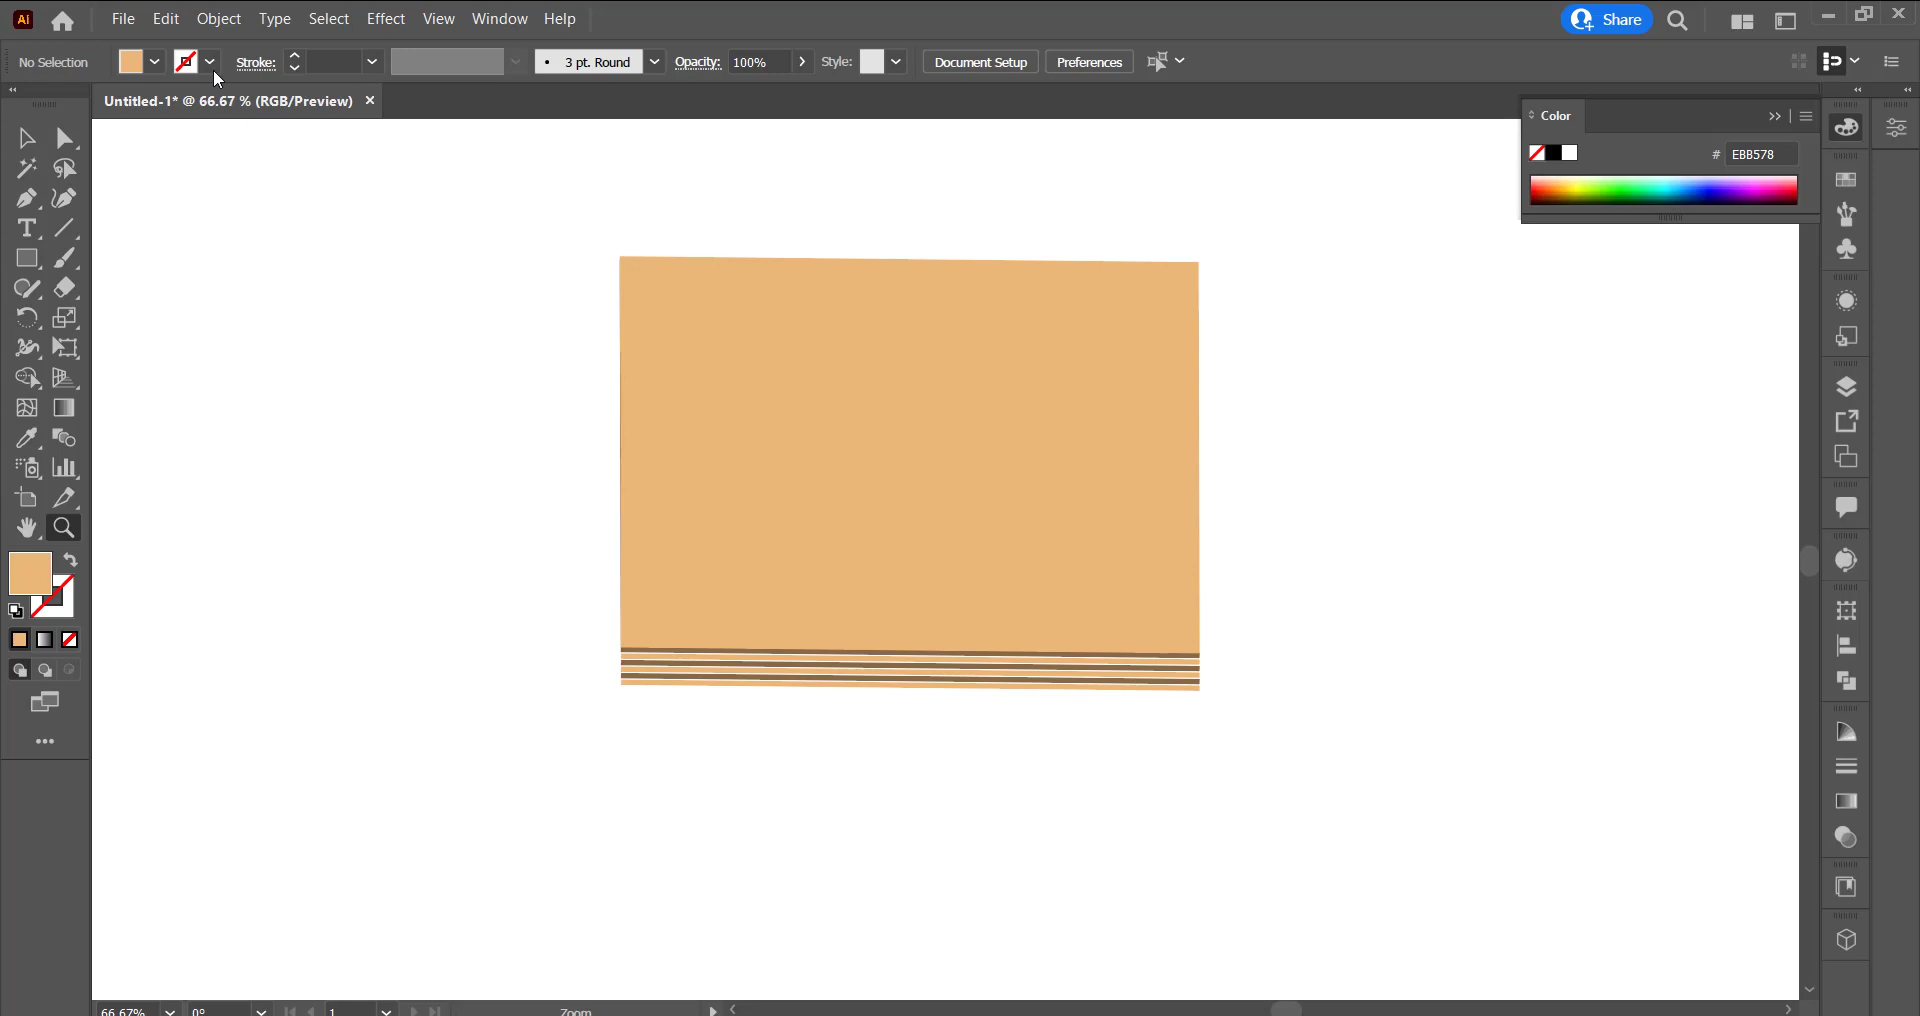 Ai File Edit Object Type Select Effect View Window Help Share
No Selection Stroke: 3 pt. Round Opacity: 100% Style: Document Setup Preferences
Untitled-1* @ 66.67 % (RGB/Preview)
Color
# EBB578
66.67% 0° 1 Zoom